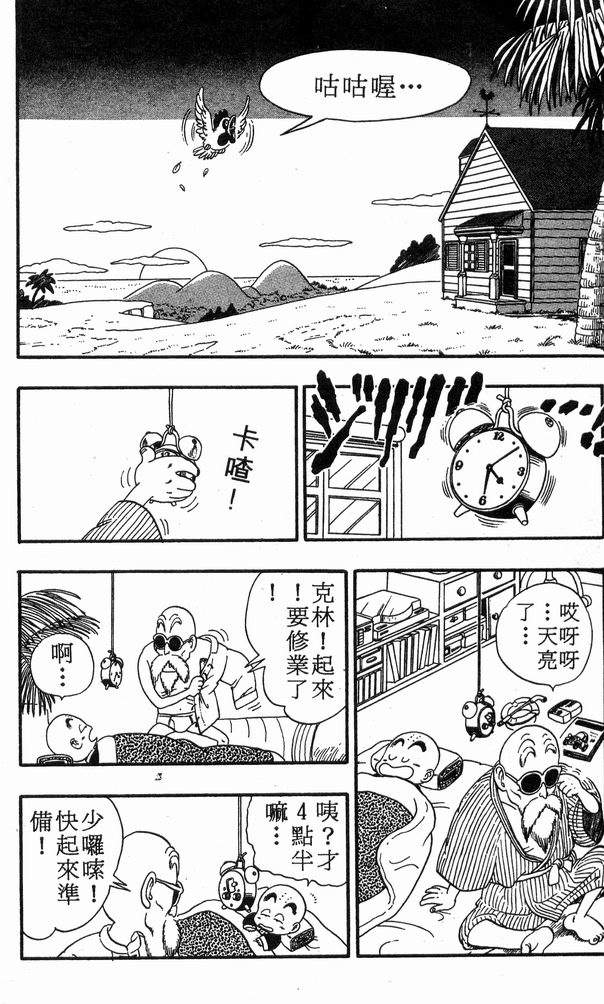 咕咕喔…
卡喳！
哎呀呀
…天亮
了…
克林！起來
！要修業了
！
啊…
咦？才
4點半
嘛…
少囉嗦！
快起來準
備！
3